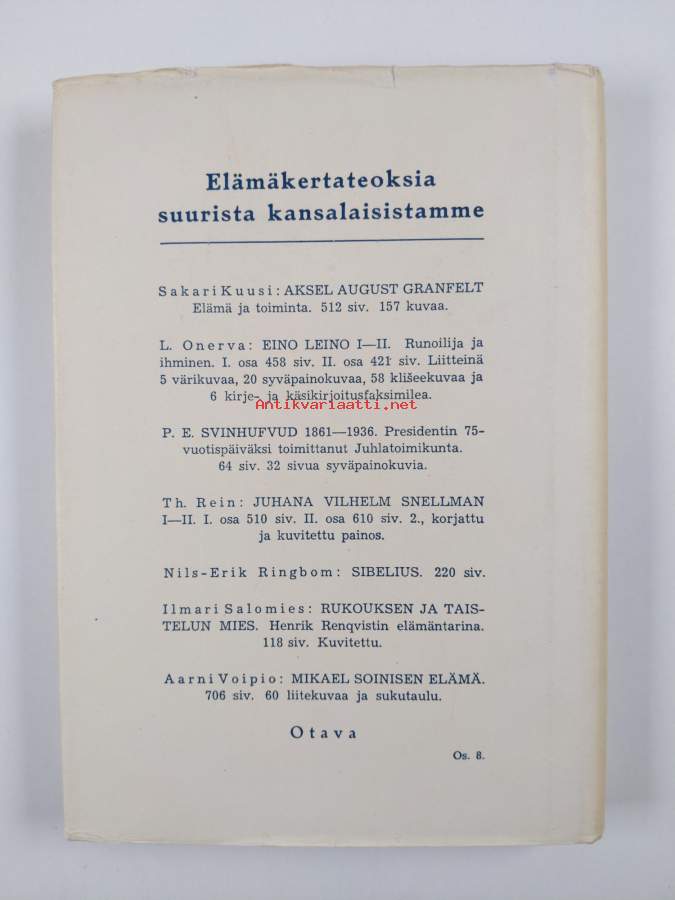 Elämäkertateoksia
suurista kansalaisistamme
Sakari Kuusi: AKSEL AUGUST GRANFELT
Elämä ja toiminta. 512 siv. 157 kuvaa.
L. Onerva: EINO LEINO I—II. Runoilija ja
ihminen. I. osa 458 siv. II. osa 421 siv. Liitteinä
5 värikuvaa, 20 syväpainokuvaa, 58 klišeekuvaa ja
6 kirje- ja käsikirjoitusfaksimilea.
Antikvariaatti.net
P. E. SVINHUFVUD 1861—1936. Presidentin 75-
vuotispäiväksi toimittanut Juhlatoimikunta.
64 siv. 32 sivua syväpainokuvia.
Th. Rein: JUHANA VILHELM SNELLMAN
I—II. I. osa 510 siv. II. osa 610 siv. 2., korjattu
ja kuvitettu painos.
Nils-Erik Ringbom: SIBELIUS. 220 siv.
Ilmari Salomies: RUKOUKSEN JA TAIS-
TELUN MIES. Henrik Renqvistin elämäntarina.
118 siv. Kuvitettu.
Aarni Voipio: MIKAEL SOINISEN ELÄMÄ.
706 siv. 60 liitekuvaa ja sukutaulu.
Otava
Os. 8.